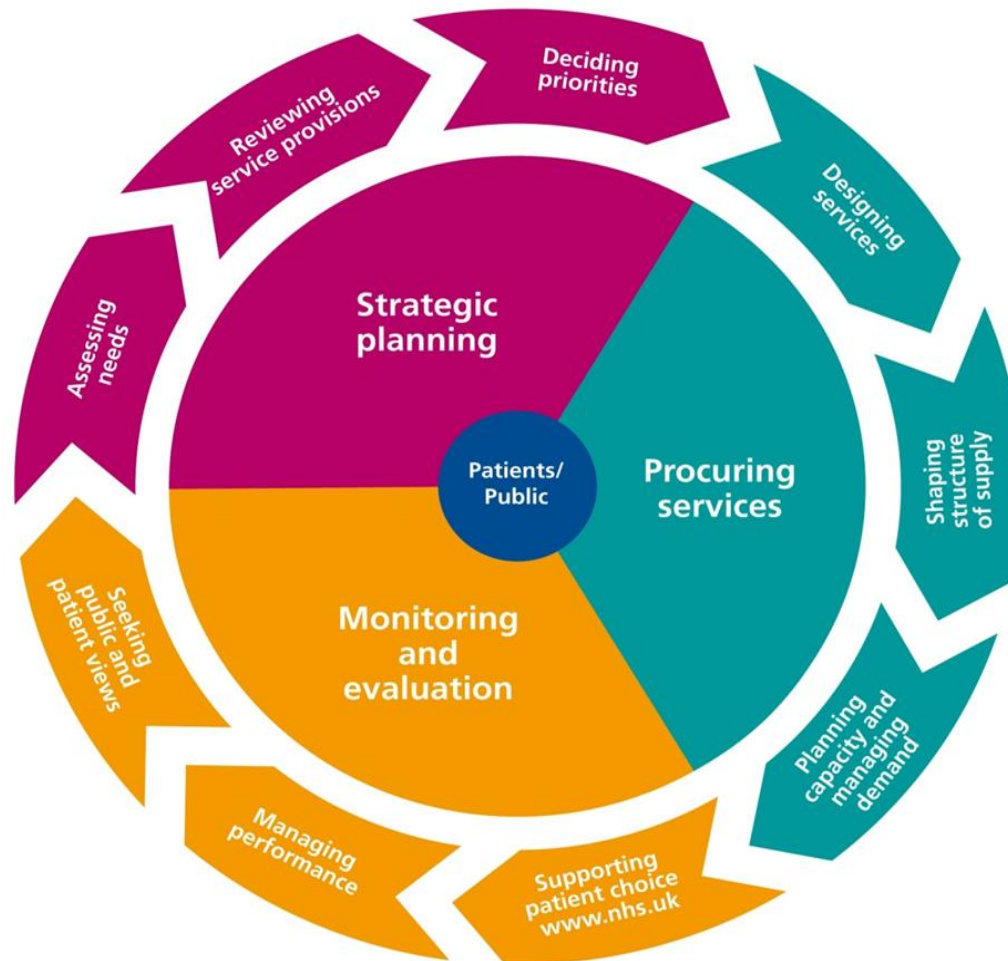 Deciding
priorities
Designing
services
Shaping
structure
of supply
Planning
capacity and
managing
demand
Supporting
patient choice
www.nhs.uk
Managing
performance
Seeking
public and
patient views
Assessing
needs
Reviewing
service provisions
Strategic
planning
Procuring
services
Monitoring
and
evaluation
Patients/
Public